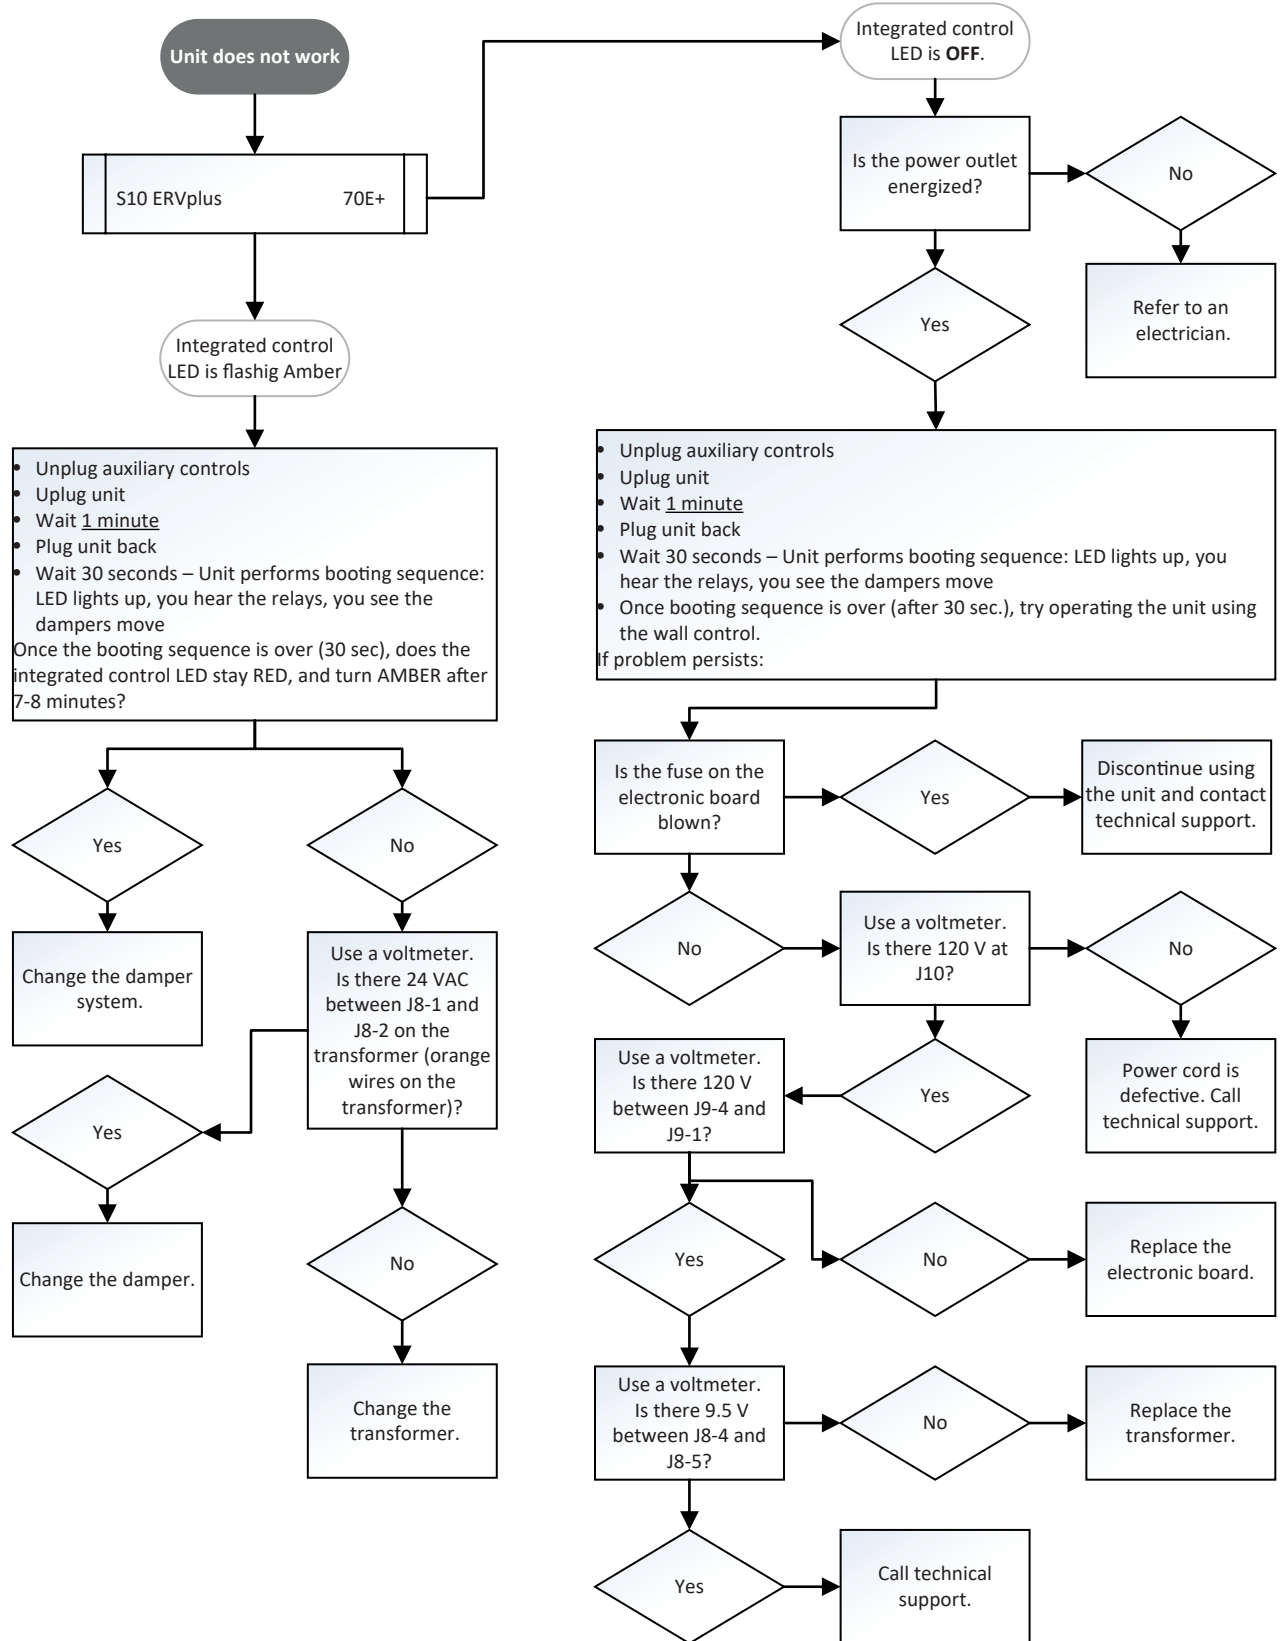 Unit does not work
S10 ERVplus 70E+
Integrated control
LED is flashig Amber
• Unplug auxiliary controls
• Uplug unit
• Wait 1 minute
• Plug unit back
• Wait 30 seconds – Unit performs booting sequence:
LED lights up, you hear the relays, you see the
dampers move
Once the booting sequence is over (30 sec), does the
integrated control LED stay RED, and turn AMBER after
7-8 minutes?
Yes
No
Change the damper
system.
Use a voltmeter.
Is there 24 VAC
between J8-1 and
J8-2 on the
transformer (orange
wires on the
transformer)?
Yes
Change the damper.
No
Change the
transformer.
Integrated control
LED is OFF.
Is the power outlet
energized?
No
Refer to an
electrician.
Yes
• Unplug auxiliary controls
• Uplug unit
• Wait 1 minute
• Plug unit back
• Wait 30 seconds – Unit performs booting sequence: LED lights up, you
hear the relays, you see the dampers move
• Once booting sequence is over (after 30 sec.), try operating the unit using
the wall control.
If problem persists:
Is the fuse on the
electronic board
blown?
Yes
Discontinue using
the unit and contact
technical support.
No
Use a voltmeter.
Is there 120 V at
J10?
No
Power cord is
defective. Call
technical support.
Yes
Use a voltmeter.
Is there 120 V
between J9-4 and
J9-1?
Yes
No
Replace the
electronic board.
Use a voltmeter.
Is there 9.5 V
between J8-4 and
J8-5?
No
Replace the
transformer.
Yes
Call technical
support.